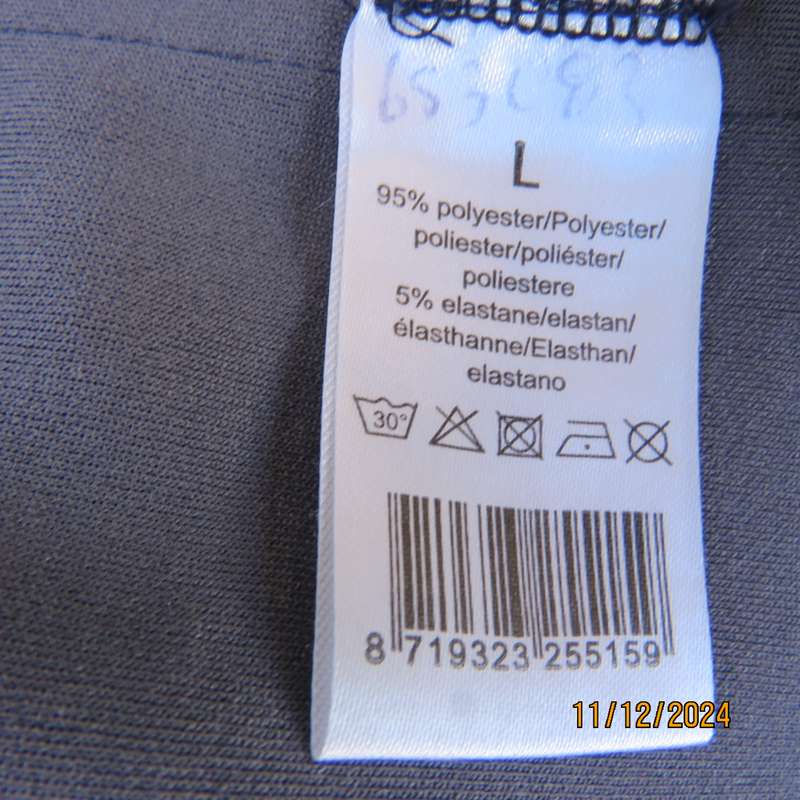 L
95% polyester/Polyester/
poliester/poliéster/
poliestere
5% elastane/elastan/
élasthanne/Elasthan/
elastano
30°
8 719323 255159
11/12/2024